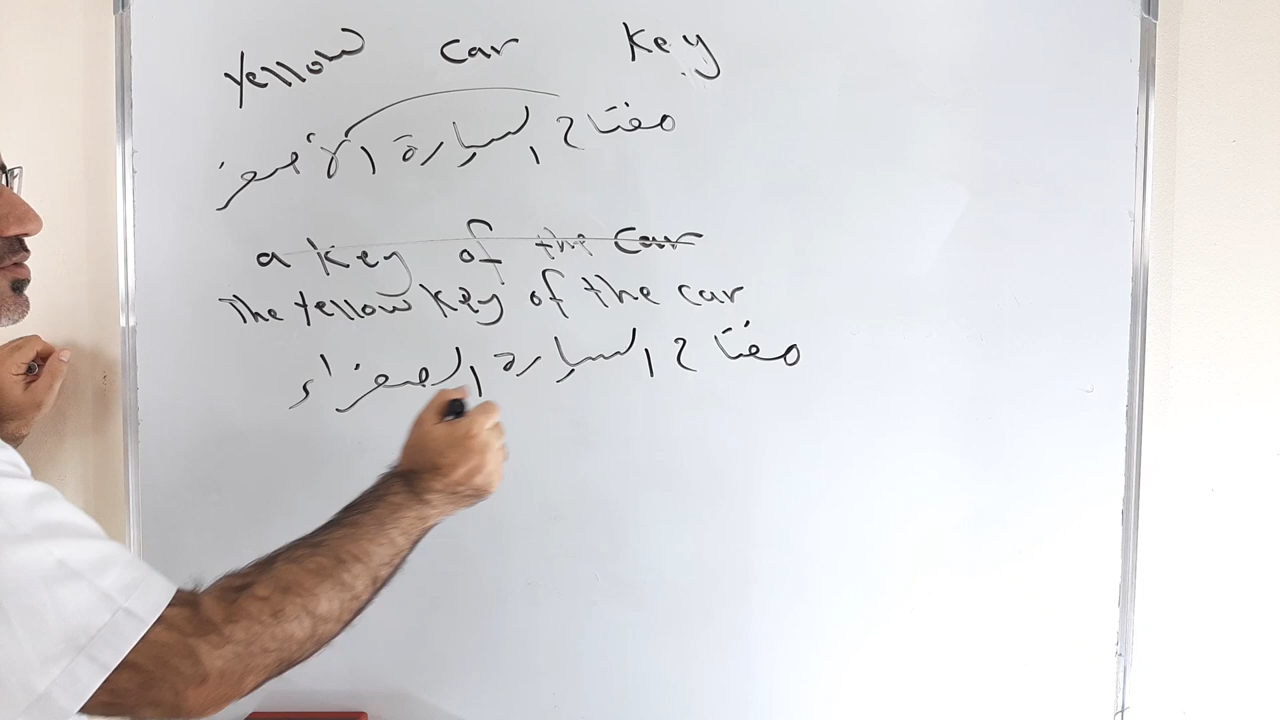 Yellow car key
مفتاح السيارة الأصفر
a key of the car
The Yellow key of the car
مفتاح السيارة الصفراء